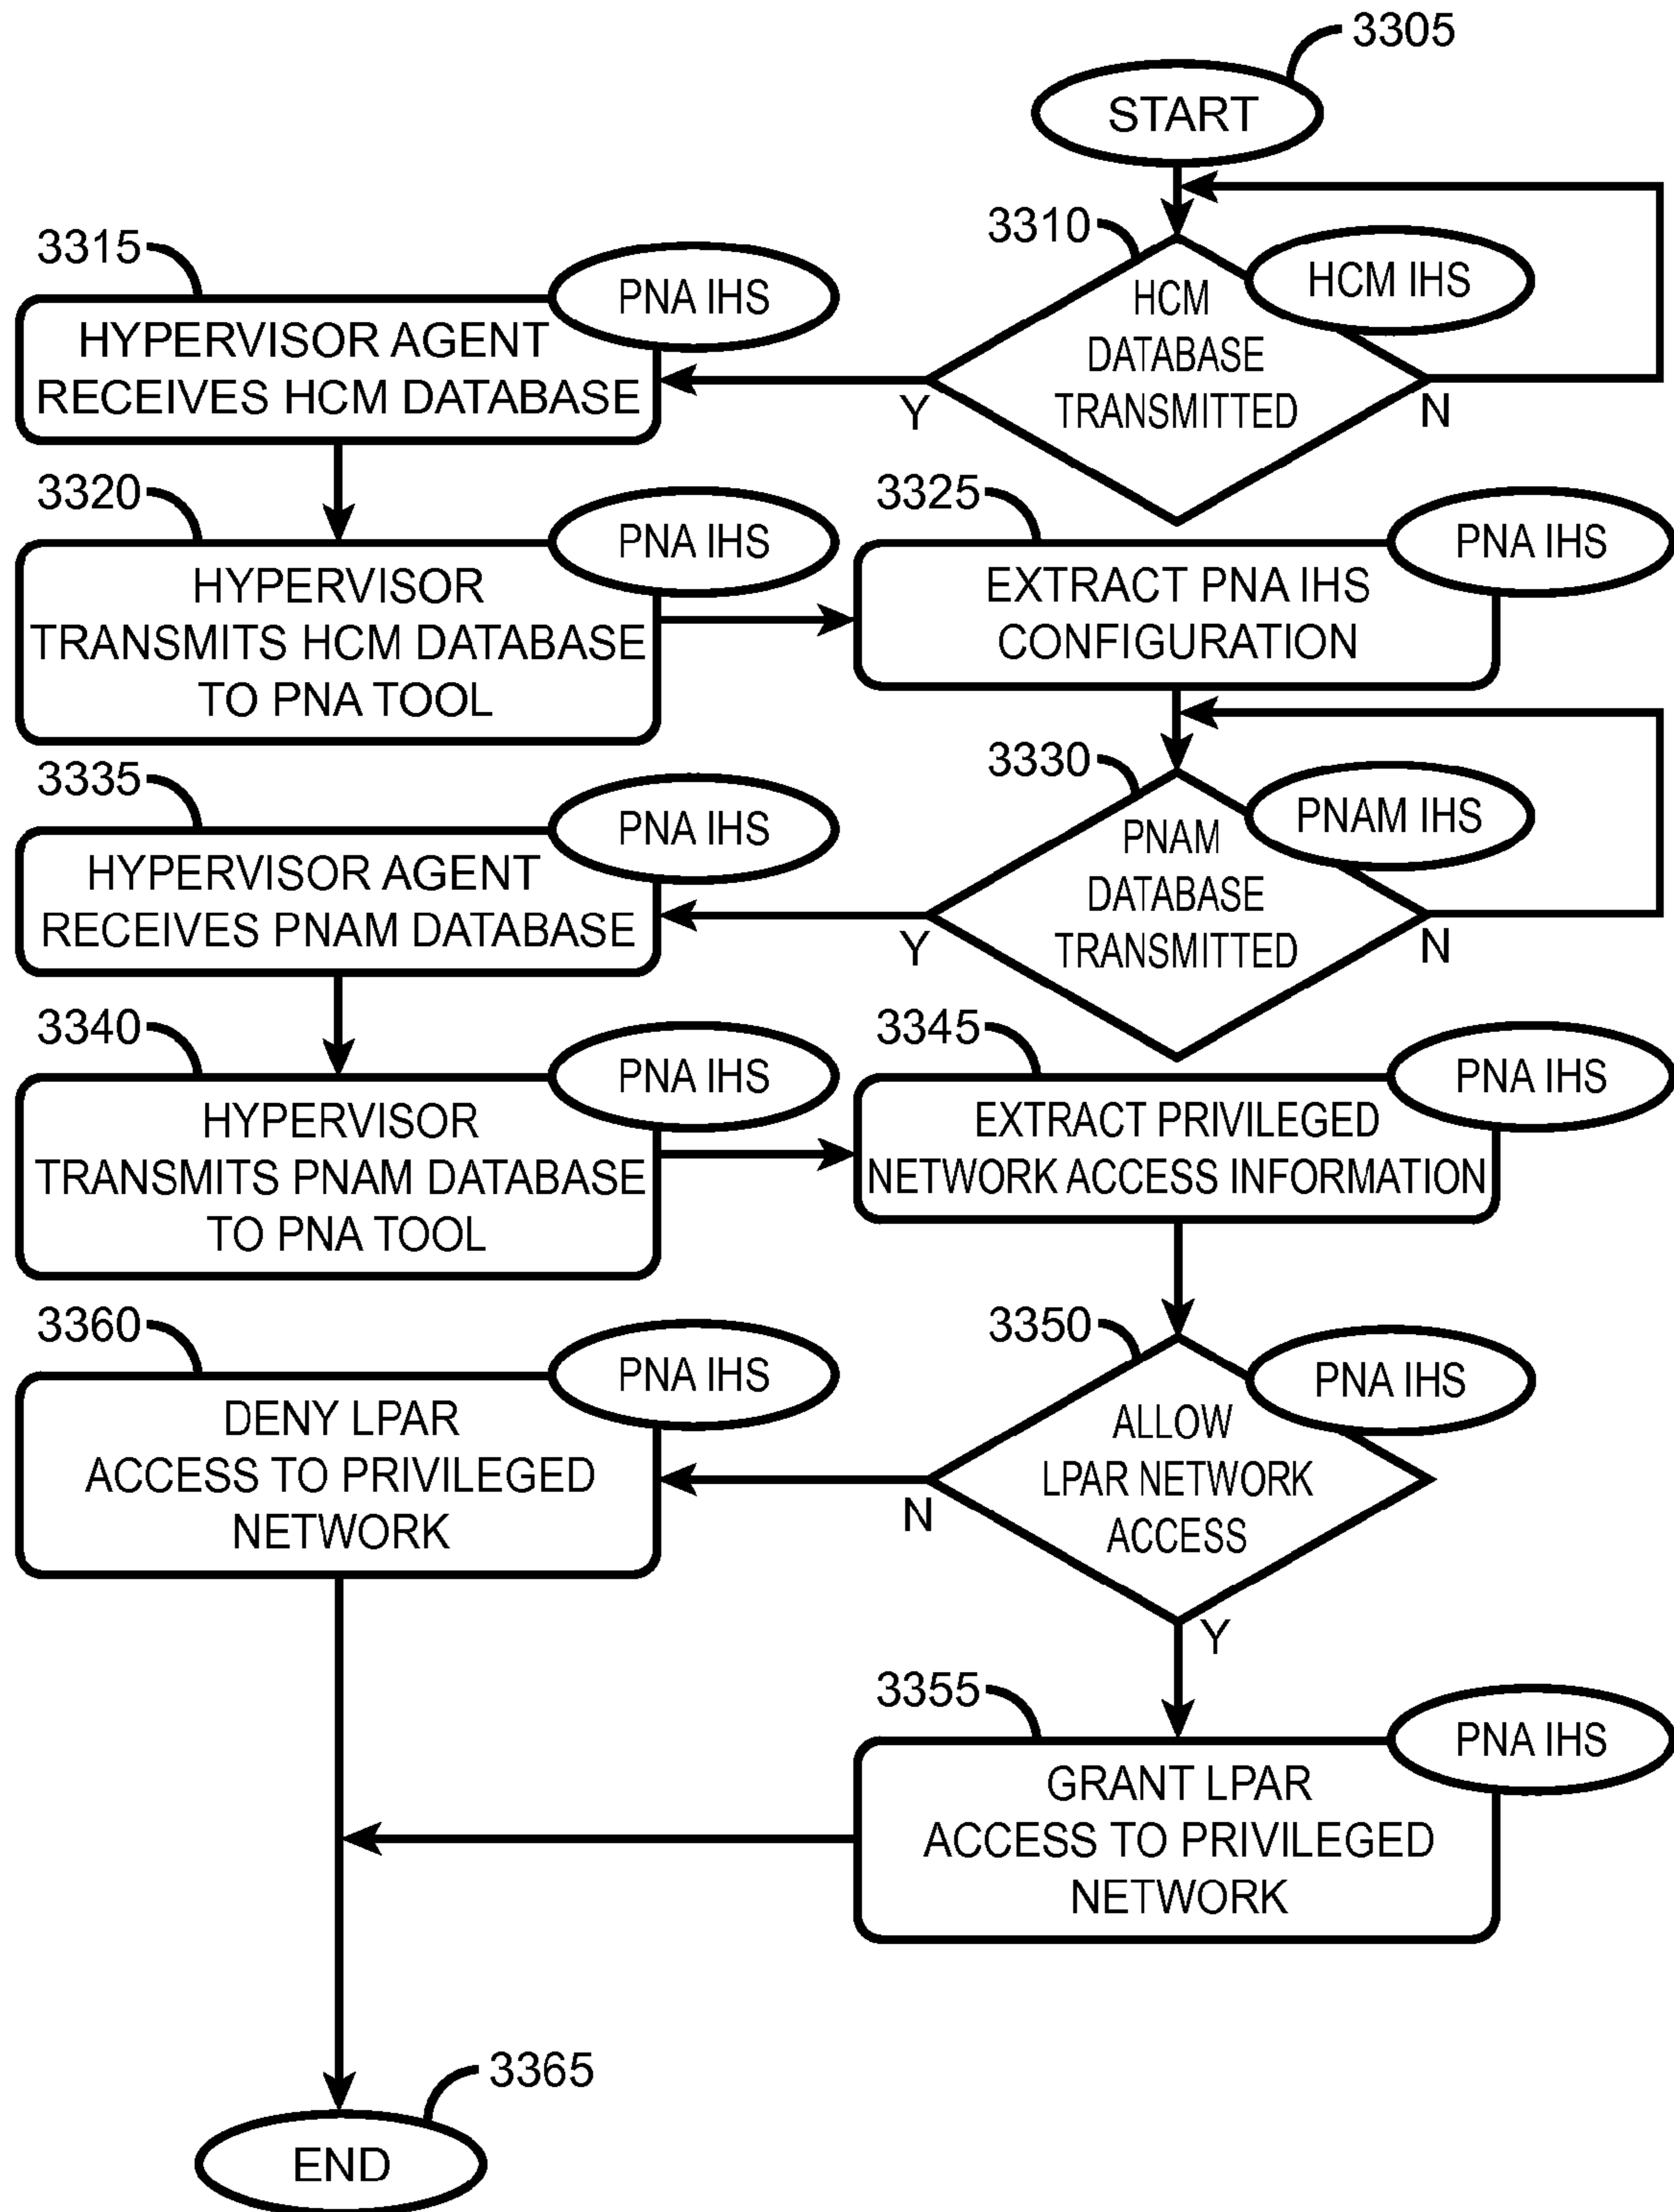 3305
START
3310
HCM
DATABASE
TRANSMITTED
HCM IHS
Y
N
3315
PNA IHS
HYPERVISOR AGENT
RECEIVES HCM DATABASE
3320
PNA IHS
HYPERVISOR
TRANSMITS HCM DATABASE
TO PNA TOOL
3325
PNA IHS
EXTRACT PNA IHS
CONFIGURATION
3330
PNAM
DATABASE
TRANSMITTED
PNAM IHS
Y
N
3335
PNA IHS
HYPERVISOR AGENT
RECEIVES PNAM DATABASE
3340
PNA IHS
HYPERVISOR
TRANSMITS PNAM DATABASE
TO PNA TOOL
3345
PNA IHS
EXTRACT PRIVILEGED
NETWORK ACCESS INFORMATION
3350
PNA IHS
ALLOW
LPAR NETWORK
ACCESS
N
Y
3360
PNA IHS
DENY LPAR
ACCESS TO PRIVILEGED
NETWORK
3355
PNA IHS
GRANT LPAR
ACCESS TO PRIVILEGED
NETWORK
3365
END